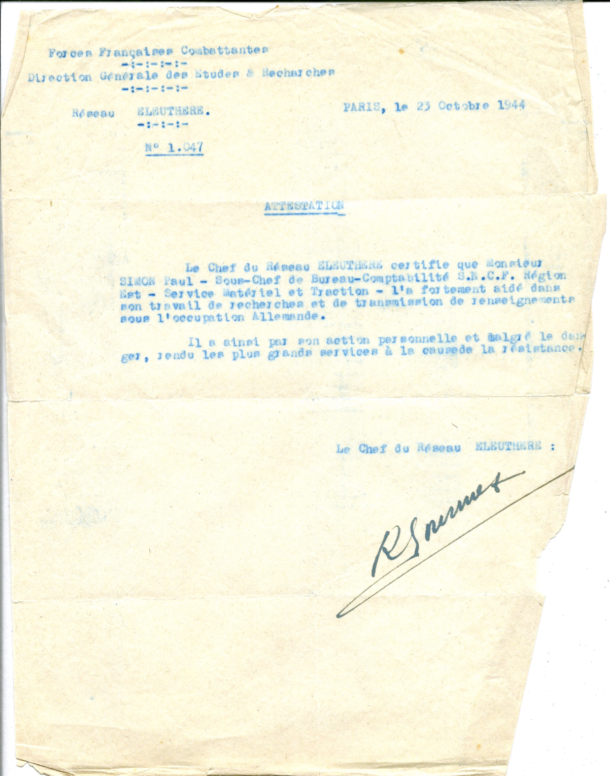 Forces Françaises Combattantes
-:-:-:-:-
Direction Générale des Etudes & Recherches
-:-:-:-:-
Réseau ELEUTHERE.
-:-:-:-:-
N° 1.047
PARIS, le 23 Octobre 1944
ATTESTATION
Le Chef du Réseau ELEUTHERE certifie que Monsieur
SIMON Paul - Sous-Chef de Bureau-Comptabilité S.N.C.F. Région
Est - Service Matériel et Traction - l'a fortement aidé dans
son travail de recherches et de transmission de renseignements
sous l'occupation Allemande.
Il a ainsi par son action personnelle et malgré le dan
ger, rendu les plus grands services à la causede la résistance.
Le Chef du Réseau ELEUTHERE :